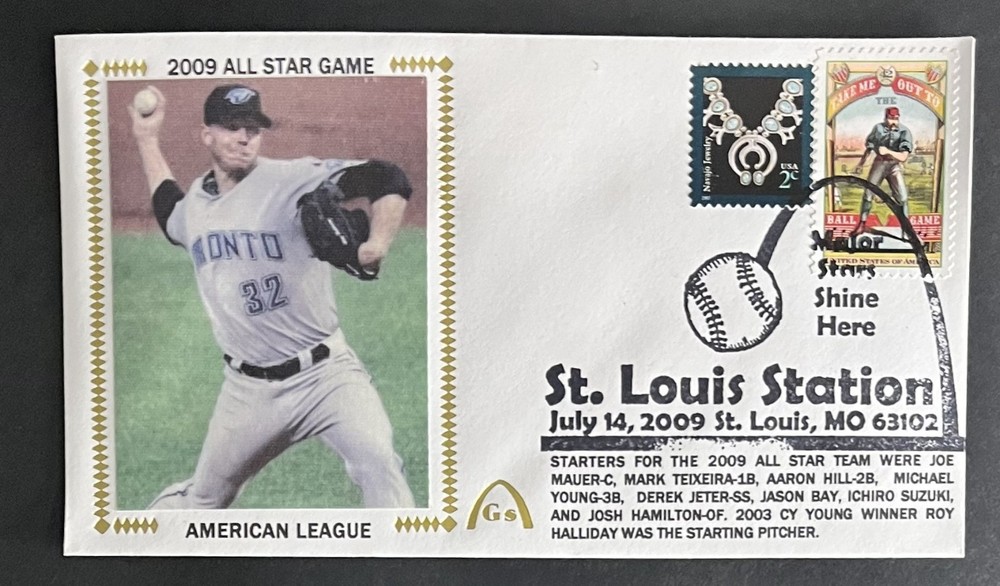 2009 ALL STAR GAME
RONTO
32
AMERICAN LEAGUE
Gs
Navajo Jewelry
USA
2c
42
TAKE ME OUT TO
THE
BALL GAME
UNITED STATES OF AMERICA
Major
Stars
Shine
Here
St. Louis Station
July 14, 2009 St. Louis, MO 63102
STARTERS FOR THE 2009 ALL STAR TEAM WERE JOE
MAUER-C, MARK TEIXEIRA-1B, AARON HILL-2B, MICHAEL
YOUNG-3B, DEREK JETER-SS, JASON BAY, ICHIRO SUZUKI,
AND JOSH HAMILTON-OF. 2003 CY YOUNG WINNER ROY
HALLIDAY WAS THE STARTING PITCHER.